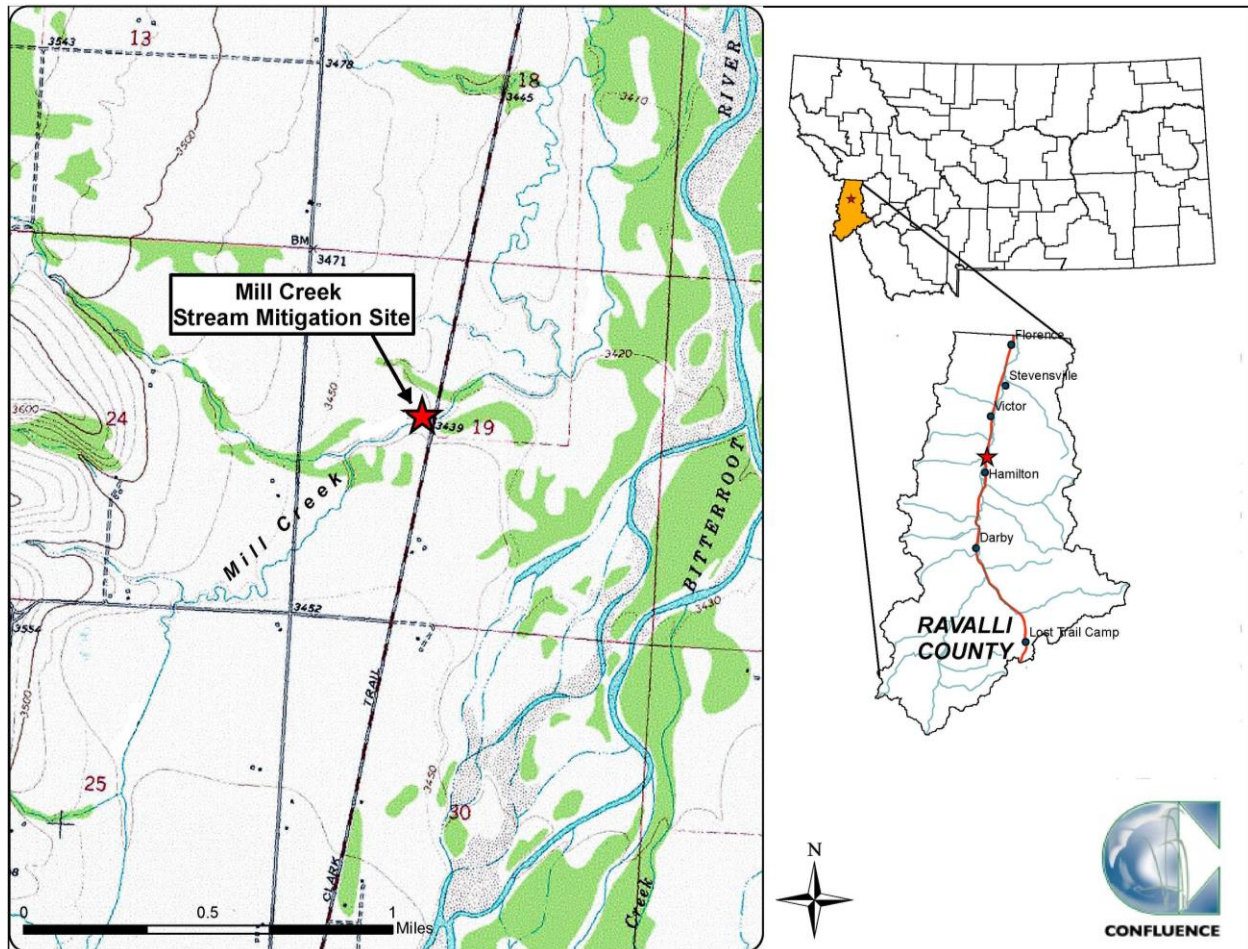 3543
13
3478
18
3445
3410
RIVER
3500
BM
3471
Mill Creek
Stream Mitigation Site
3420
3450
3600
24
3439
19
BITTERROOT
Mill Creek
3430
3452
3554
TRAIL
3500
25
3450
30
CLARK
Creek
0
0.5
1
Miles
Florence
Stevensville
Victor
Hamilton
Darby
RAVALLI
COUNTY
Lost Trail Camp
N
CONFLUENCE